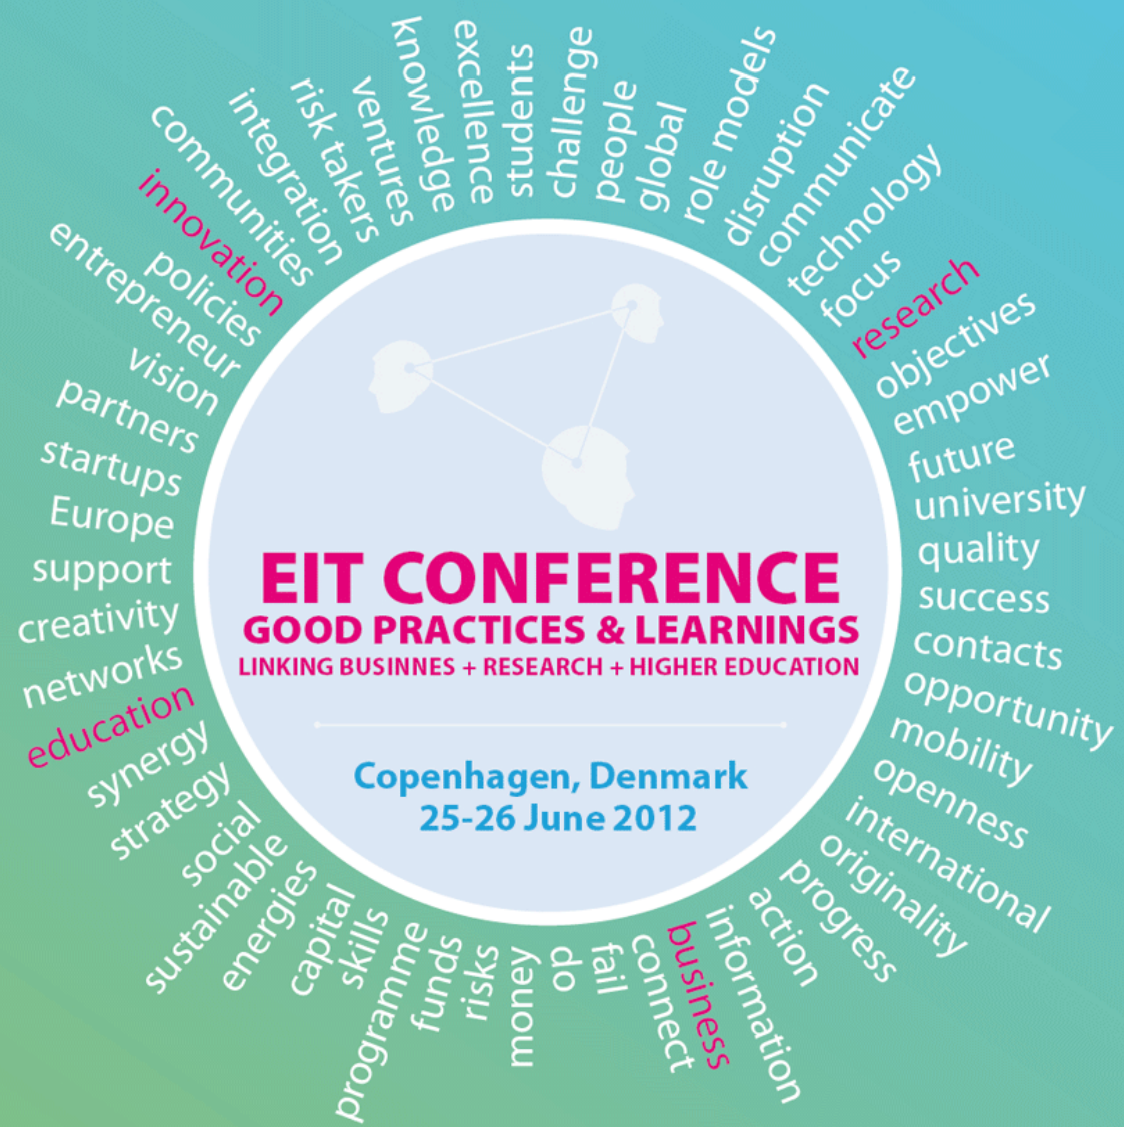 knowledge
excellence
students
challenge
people
global
role models
disruption
communicate
technology
focus
research
objectives
empower
future
university
quality
success
contacts
opportunity
mobility
openness
international
originality
progress
action
information
business
connect
fail
do
money
risks
funds
programme
skills
capital
energies
sustainable
social
strategy
synergy
education
networks
creativity
support
Europe
startups
partners
vision
entrepreneur
policies
innovation
communities
integration
risk takers
ventures
EIT CONFERENCE
GOOD PRACTICES & LEARNINGS
LINKING BUSINNES + RESEARCH + HIGHER EDUCATION
Copenhagen, Denmark
25-26 June 2012